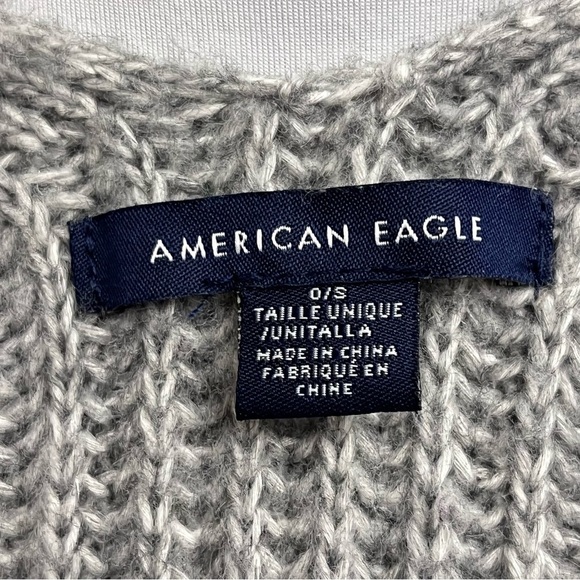 AMERICAN EAGLE
O/S
TAILLE UNIQUE
/UNITALLA
MADE IN CHINA
FABRIQUÉ EN
CHINE